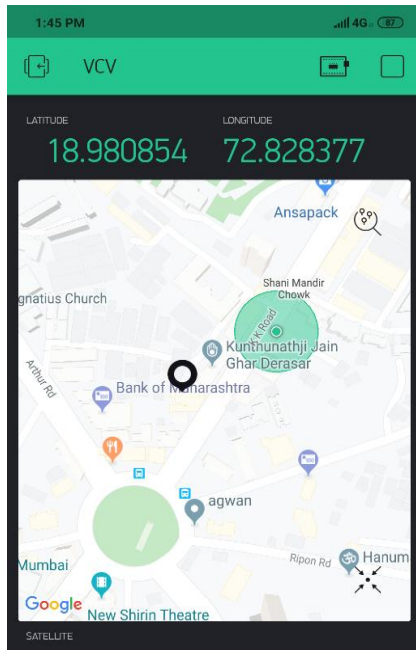 1:45 PM
4G
87
VCV
LATITUDE
LONGITUDE
18.980854
72.828377
Ansapack
Shani Mandir
Chowk
gnatius Church
K K Road
Kunthunathji Jain
Ghar Derasar
Arthur Rd
Bank of Maharashtra
agwan
Ripon Rd
Hanum
Mumbai
Google
New Shirin Theatre
SATELLITE